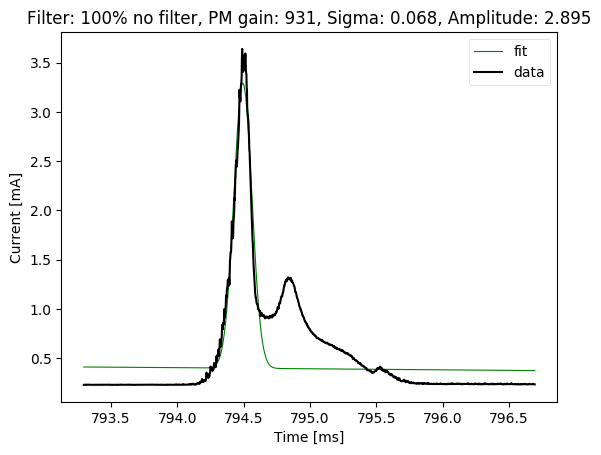 Filter: 100% no filter, PM gain: 931, Sigma: 0.068, Amplitude: 2.895
fit
data
Current [mA]
3.5
3.0
2.5
2.0
1.5
1.0
0.5
793.5 794.0 794.5 795.0 795.5 796.0 796.5
Time [ms]